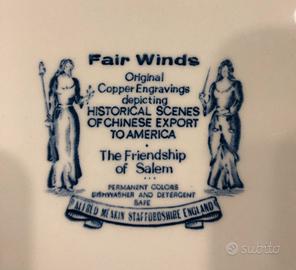 Fair Winds
Original
Copper Engravings
depicting
HISTORICAL SCENES
OF CHINESE EXPORT
TO AMERICA
•
The Friendship
of Salem
...
PERMANENT COLORS
DISHWASHER AND DETERGENT
SAFE
ALFRED MEAKIN STAFFORDSHIRE ENGLAND
subito